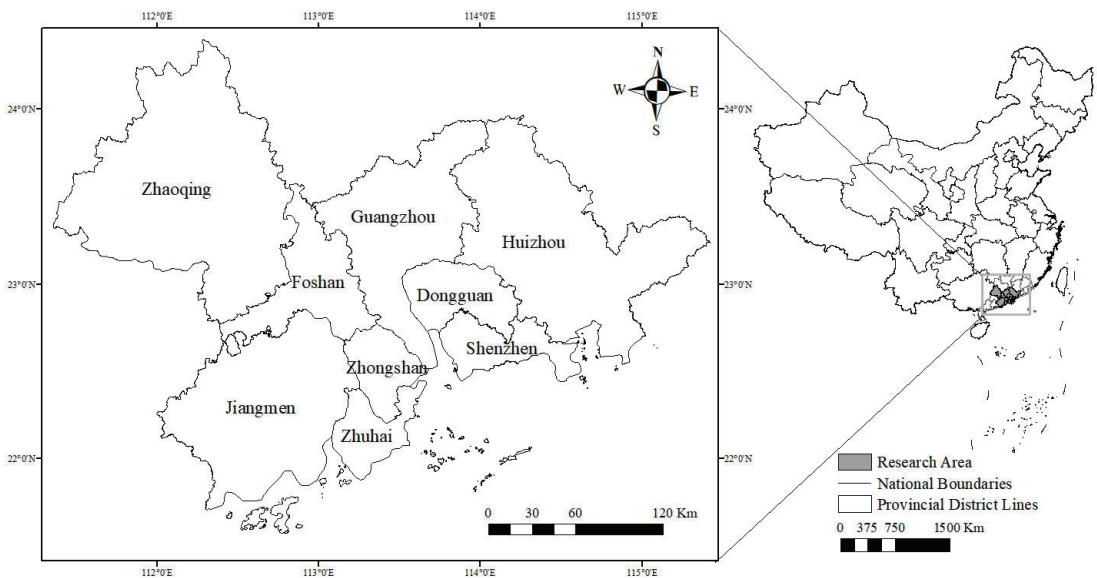 112°0'E 113°0'E 114°0'E 115°0'E
N
W E
S
24°0'N 24°0'N
Zhaoqing
Guangzhou
Huizhou
Foshan
23°0'N 23°0'N
Dongguan
Shenzhen
Zhongshan
Jiangmen
Zhuhai
22°0'N 22°0'N
0 30 60 120 Km
112°0'E 113°0'E 114°0'E 115°0'E
Research Area
National Boundaries
Provincial District Lines
0 375 750 1500 Km